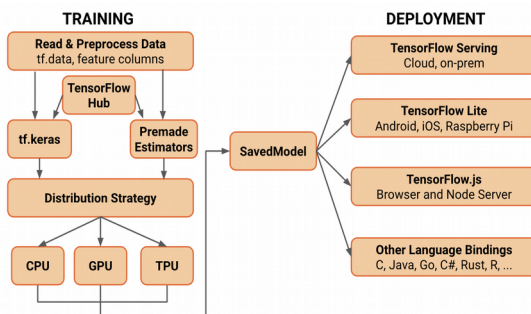 TRAINING
Read & Preprocess Data
tf.data, feature columns
TensorFlow
Hub
tf.keras
Premade
Estimators
Distribution Strategy
CPU
GPU
TPU
SavedModel
DEPLOYMENT
TensorFlow Serving
Cloud, on-prem
TensorFlow Lite
Android, iOS, Raspberry Pi
TensorFlow.js
Browser and Node Server
Other Language Bindings
C, Java, Go, C#, Rust, R, ...